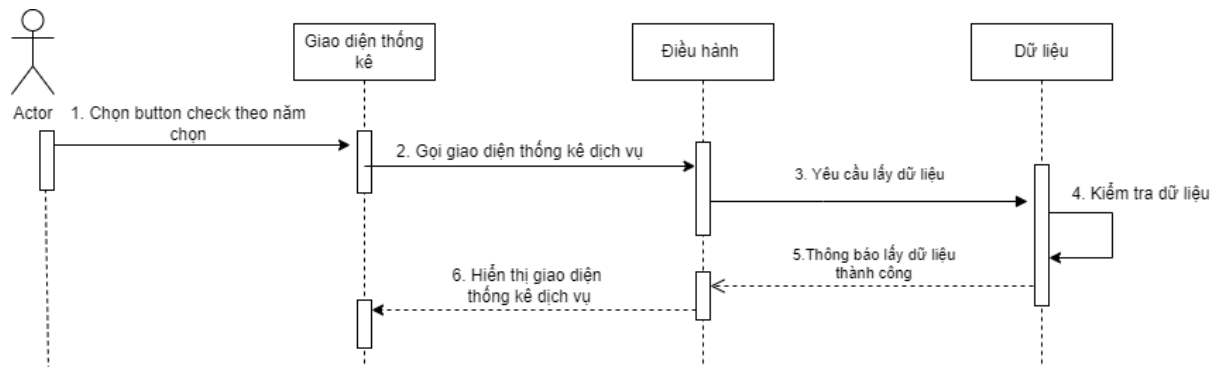 Giao diện thống
kê
Điều hành
Dữ liệu
Actor
1. Chọn button check theo năm
chọn
2. Gọi giao diện thống kê dịch vụ
3. Yêu cầu lấy dữ liệu
4. Kiểm tra dữ liệu
5.Thông báo lấy dữ liệu
thành công
6. Hiển thị giao diện
thống kê dịch vụ